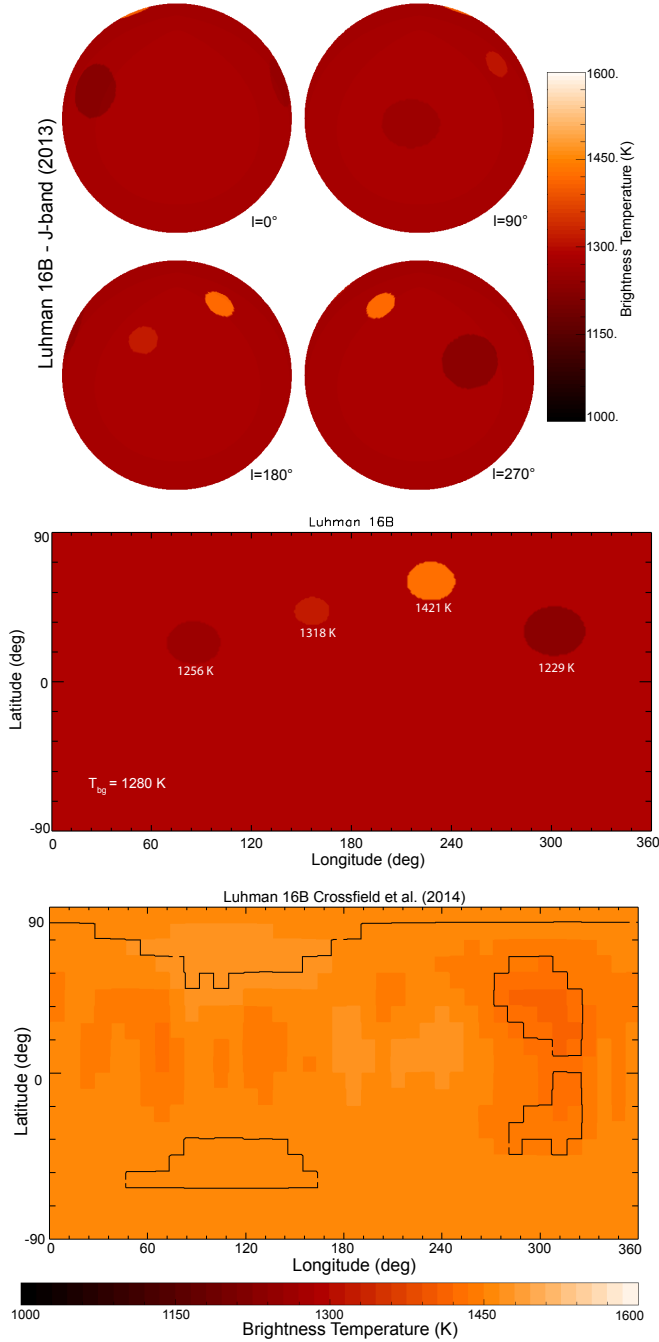 Luhman 16B - J-band (2013)
l=0°
l=90°
l=180°
l=270°
1600.
1450.
1300.
1150.
1000.
Brightness Temperature (K)
Luhman 16B
90
0
-90
Latitude (deg)
1256 K
1318 K
1421 K
1229 K
T_bg = 1280 K
0 60 120 180 240 300 360
Longitude (deg)
Luhman 16B Crossfield et al. (2014)
90
0
-90
Latitude (deg)
0 60 120 180 240 300 360
Longitude (deg)
1000 1150 1300 1450 1600
Brightness Temperature (K)